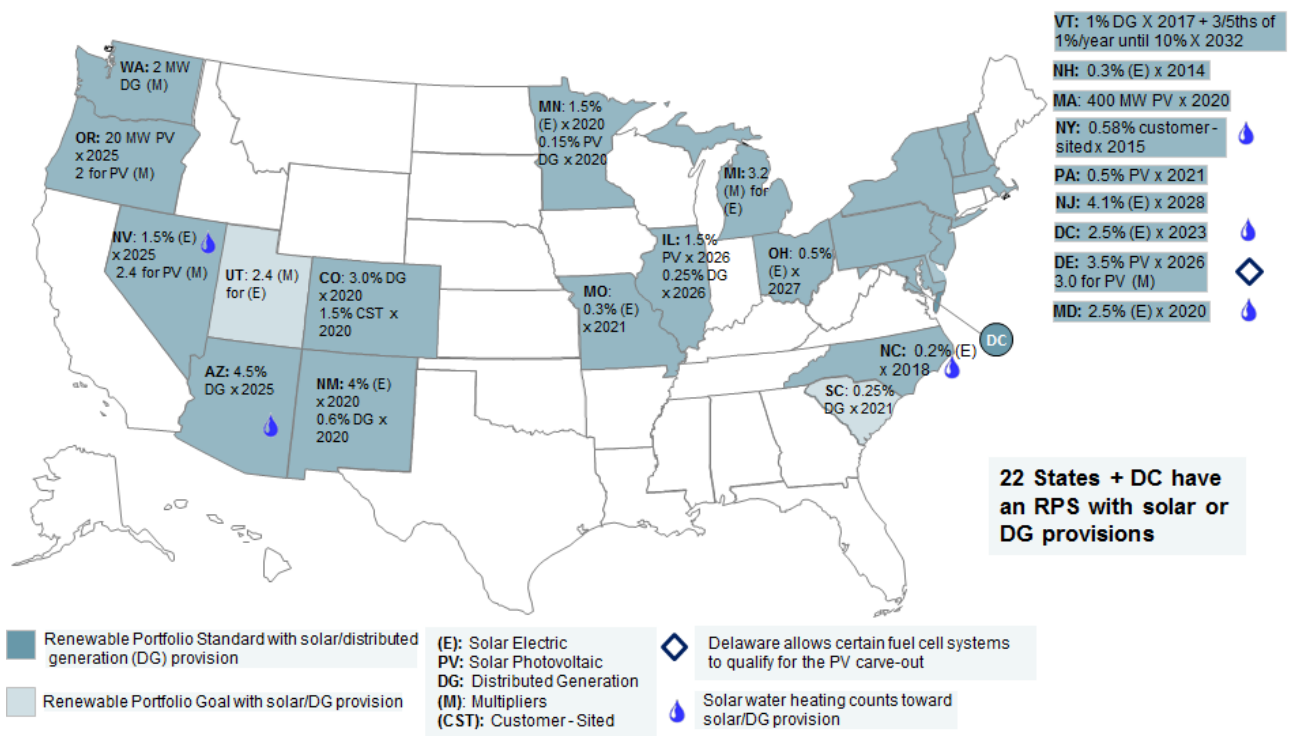 WA: 2 MW
DG (M)
OR: 20 MW PV
x 2025
2 for PV (M)
NV: 1.5% (E)
x 2025
2.4 for PV (M)
UT: 2.4 (M)
for (E)
CO: 3.0% DG
x 2020
1.5% CST x
2020
AZ: 4.5%
DG x 2025
NM: 4% (E)
x 2020
0.6% DG x
2020
MN: 1.5%
(E) x 2020
0.15% PV
DG x 2020
MO:
0.3% (E)
x 2021
IL: 1.5%
PV x 2026
0.25% DG
x 2026
MI: 3.2
(M) for
(E)
OH: 0.5%
(E) x
2027
NC: 0.2% (E)
x 2018
SC: 0.25%
DG x 2021
DC
VT: 1% DG X 2017 + 3/5ths of
1%/year until 10% X 2032
NH: 0.3% (E) x 2014
MA: 400 MW PV x 2020
NY: 0.58% customer-
sited x 2015
PA: 0.5% PV x 2021
NJ: 4.1% (E) x 2028
DC: 2.5% (E) x 2023
DE: 3.5% PV x 2026
3.0 for PV (M)
MD: 2.5% (E) x 2020
22 States + DC have
an RPS with solar or
DG provisions
Renewable Portfolio Standard with solar/distributed
generation (DG) provision
Renewable Portfolio Goal with solar/DG provision
(E): Solar Electric
PV: Solar Photovoltaic
DG: Distributed Generation
(M): Multipliers
(CST): Customer-Sited
Delaware allows certain fuel cell systems
to qualify for the PV carve-out
Solar water heating counts toward
solar/DG provision